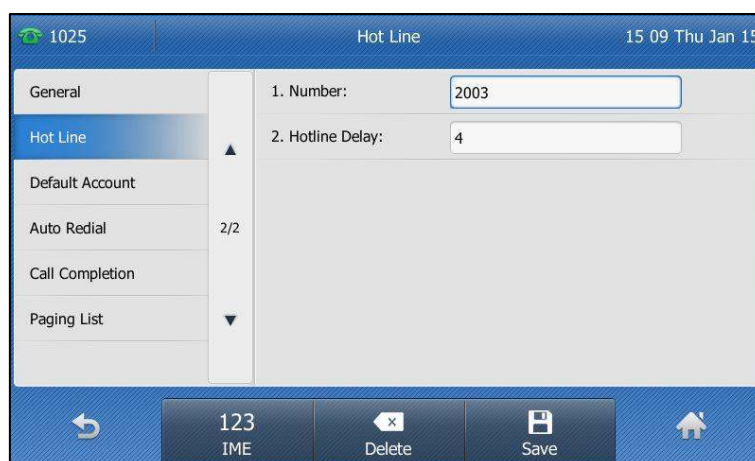 1025 Hot Line 15 09 Thu Jan 15
General
Hot Line
Default Account
Auto Redial
Call Completion
Paging List
2/2
1. Number: 2003
2. Hotline Delay: 4
123
IME Delete Save